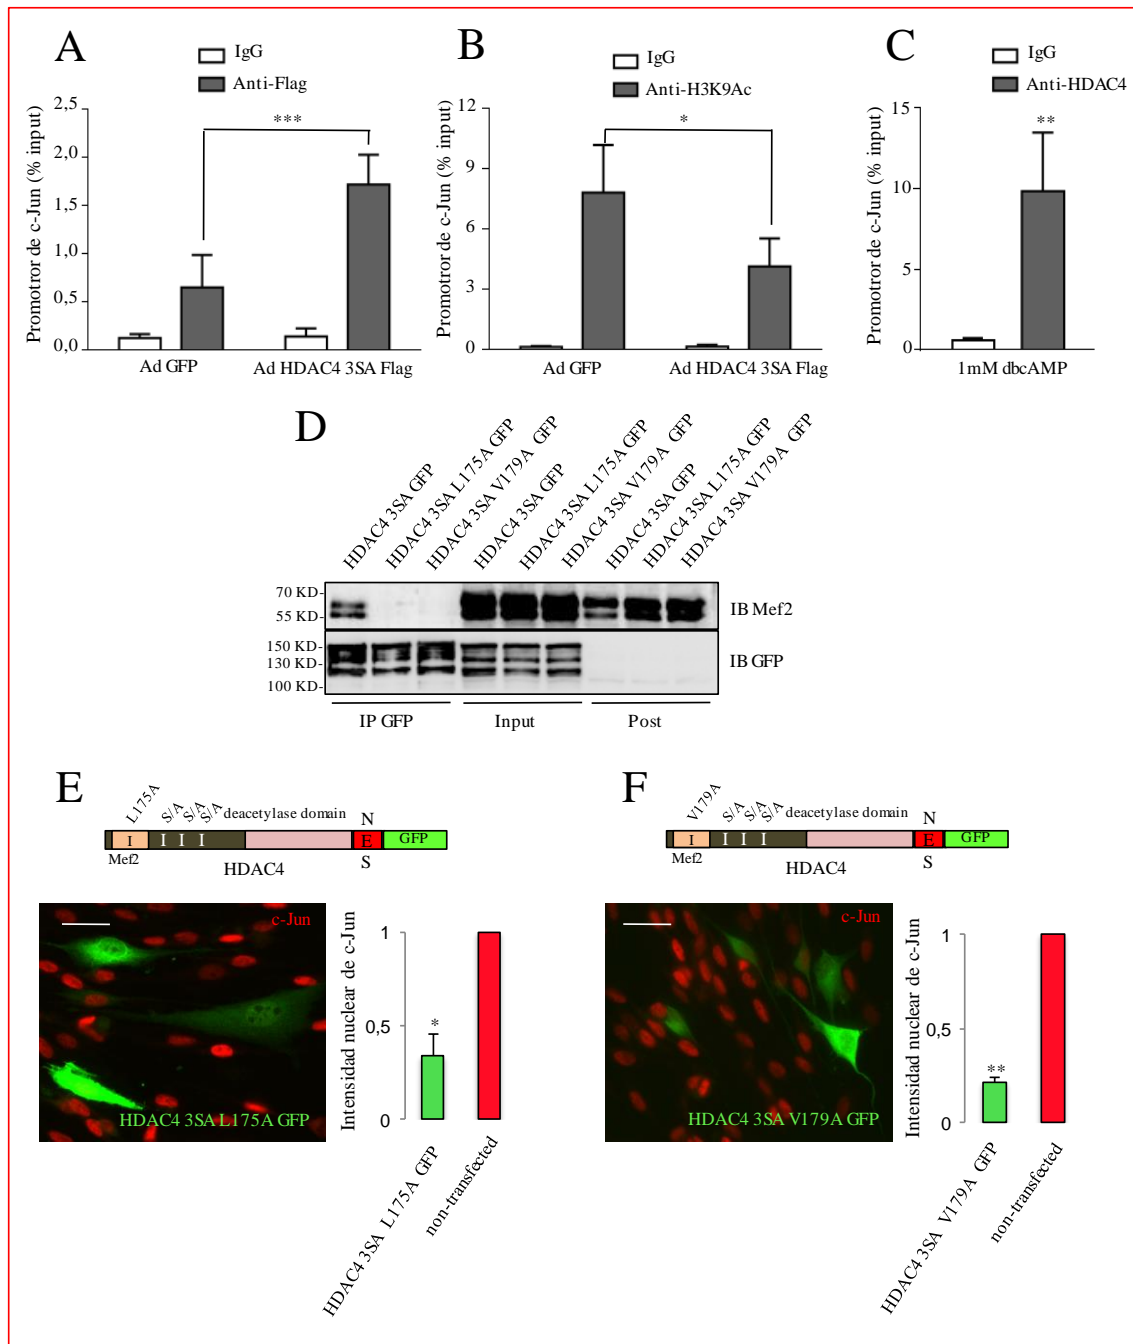 A
IgG
Anti-Flag
Promotror de c-Jun (% input)
2,5
2,0
1,5
1,0
0,5
0,0
***
Ad GFP
Ad HDAC4 3SA Flag
B
IgG
Anti-H3K9Ac
Promotror de c-Jun (% input)
12
9
6
3
0
*
Ad GFP
Ad HDAC4 3SA Flag
C
IgG
Anti-HDAC4
Promotror de c-Jun (% input)
15
10
5
0
**
1mM dbcAMP
D
HDAC4 3SA GFP
HDAC4 3SA L175A GFP
HDAC4 3SA V179A GFP
HDAC4 3SA GFP
HDAC4 3SA L175A GFP
HDAC4 3SA V179A GFP
HDAC4 3SA GFP
HDAC4 3SA L175A GFP
HDAC4 3SA V179A GFP
70 KD-
55 KD-
IB Mef2
150 KD-
130 KD-
100 KD-
IB GFP
IP GFP
Input
Post
E
L175A
S/A
S/A
S/A
deacetylase domain
N
I
I I I
E
GFP
Mef2
S
HDAC4
c-Jun
HDAC4 3SA L175A GFP
Intensidad nuclear de c-Jun
1
0,5
0
*
HDAC4 3SA L175A GFP
non-transfected
F
V179A
S/A
S/A
S/A
deacetylase domain
N
I
I I I
E
GFP
Mef2
S
HDAC4
c-Jun
HDAC4 3SA V179A GFP
Intensidad nuclear de c-Jun
1
0,5
0
**
HDAC4 3SA V179A GFP
non-transfected